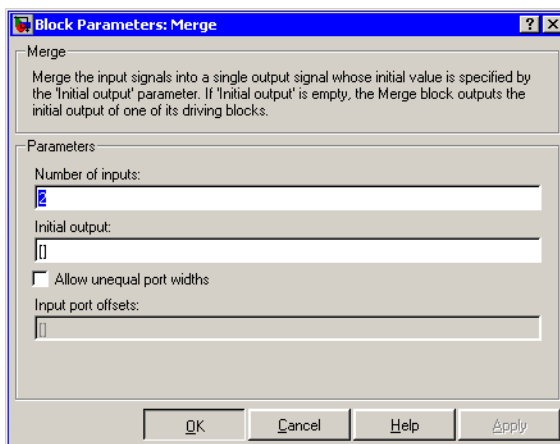 Block Parameters: Merge
Merge
Merge the input signals into a single output signal whose initial value is specified by
the 'Initial output' parameter. If 'Initial output' is empty, the Merge block outputs the
initial output of one of its driving blocks.
Parameters
Number of inputs:
2
Initial output:
[]
Allow unequal port widths
Input port offsets:
[]
OK Cancel Help Apply